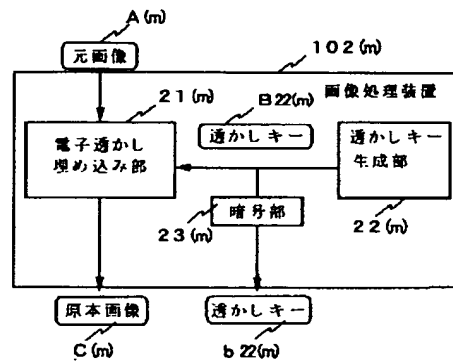 A(m)
元画像
102(m)
画像処理装置
21(m)
B22(m)
透かしキー
電子透かし
埋め込み部
透かしキー
生成部
暗号部
23(m)
22(m)
原本画像
透かしキー
C(m)
b22(m)